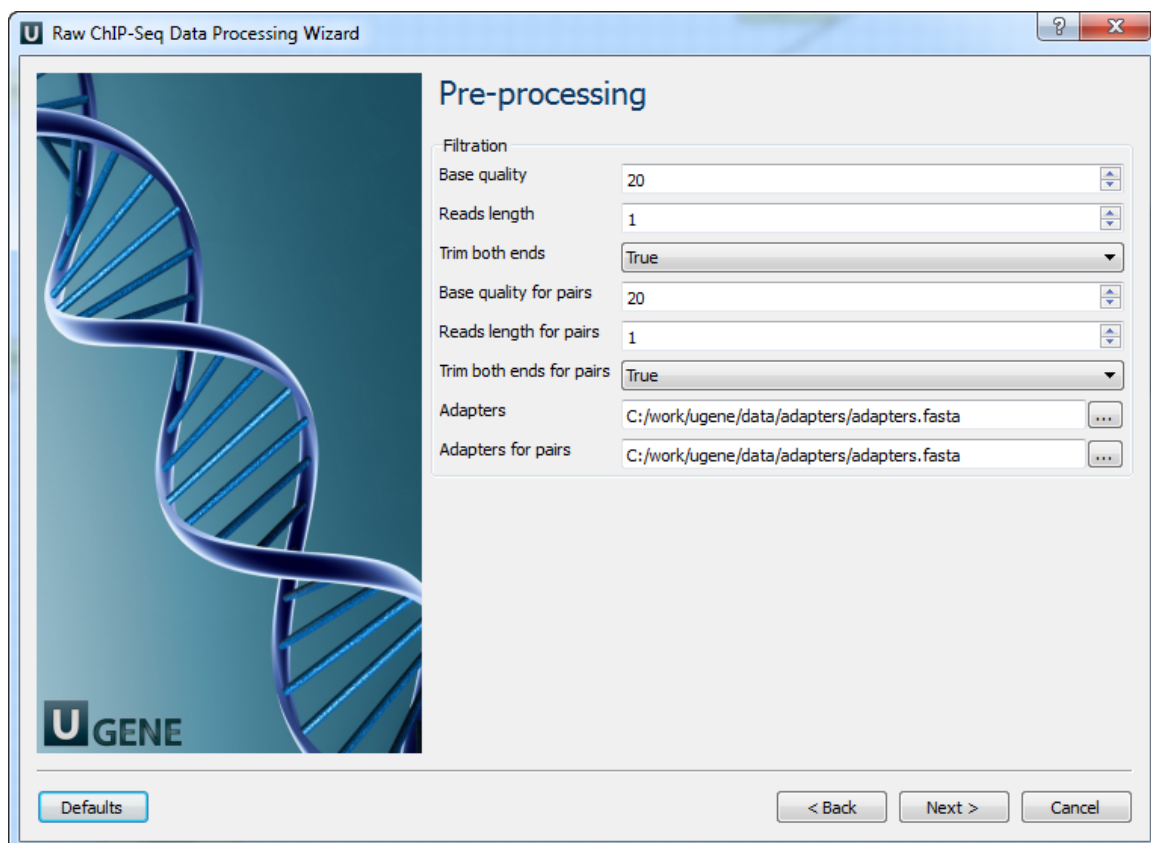 U Raw ChIP-Seq Data Processing Wizard
? X
Pre-processing
Filtration
Base quality 20
Reads length 1
Trim both ends True
Base quality for pairs 20
Reads length for pairs 1
Trim both ends for pairs True
Adapters C:/work/ugene/data/adapters/adapters.fasta ...
Adapters for pairs C:/work/ugene/data/adapters/adapters.fasta ...
U GENE
Defaults < Back Next > Cancel